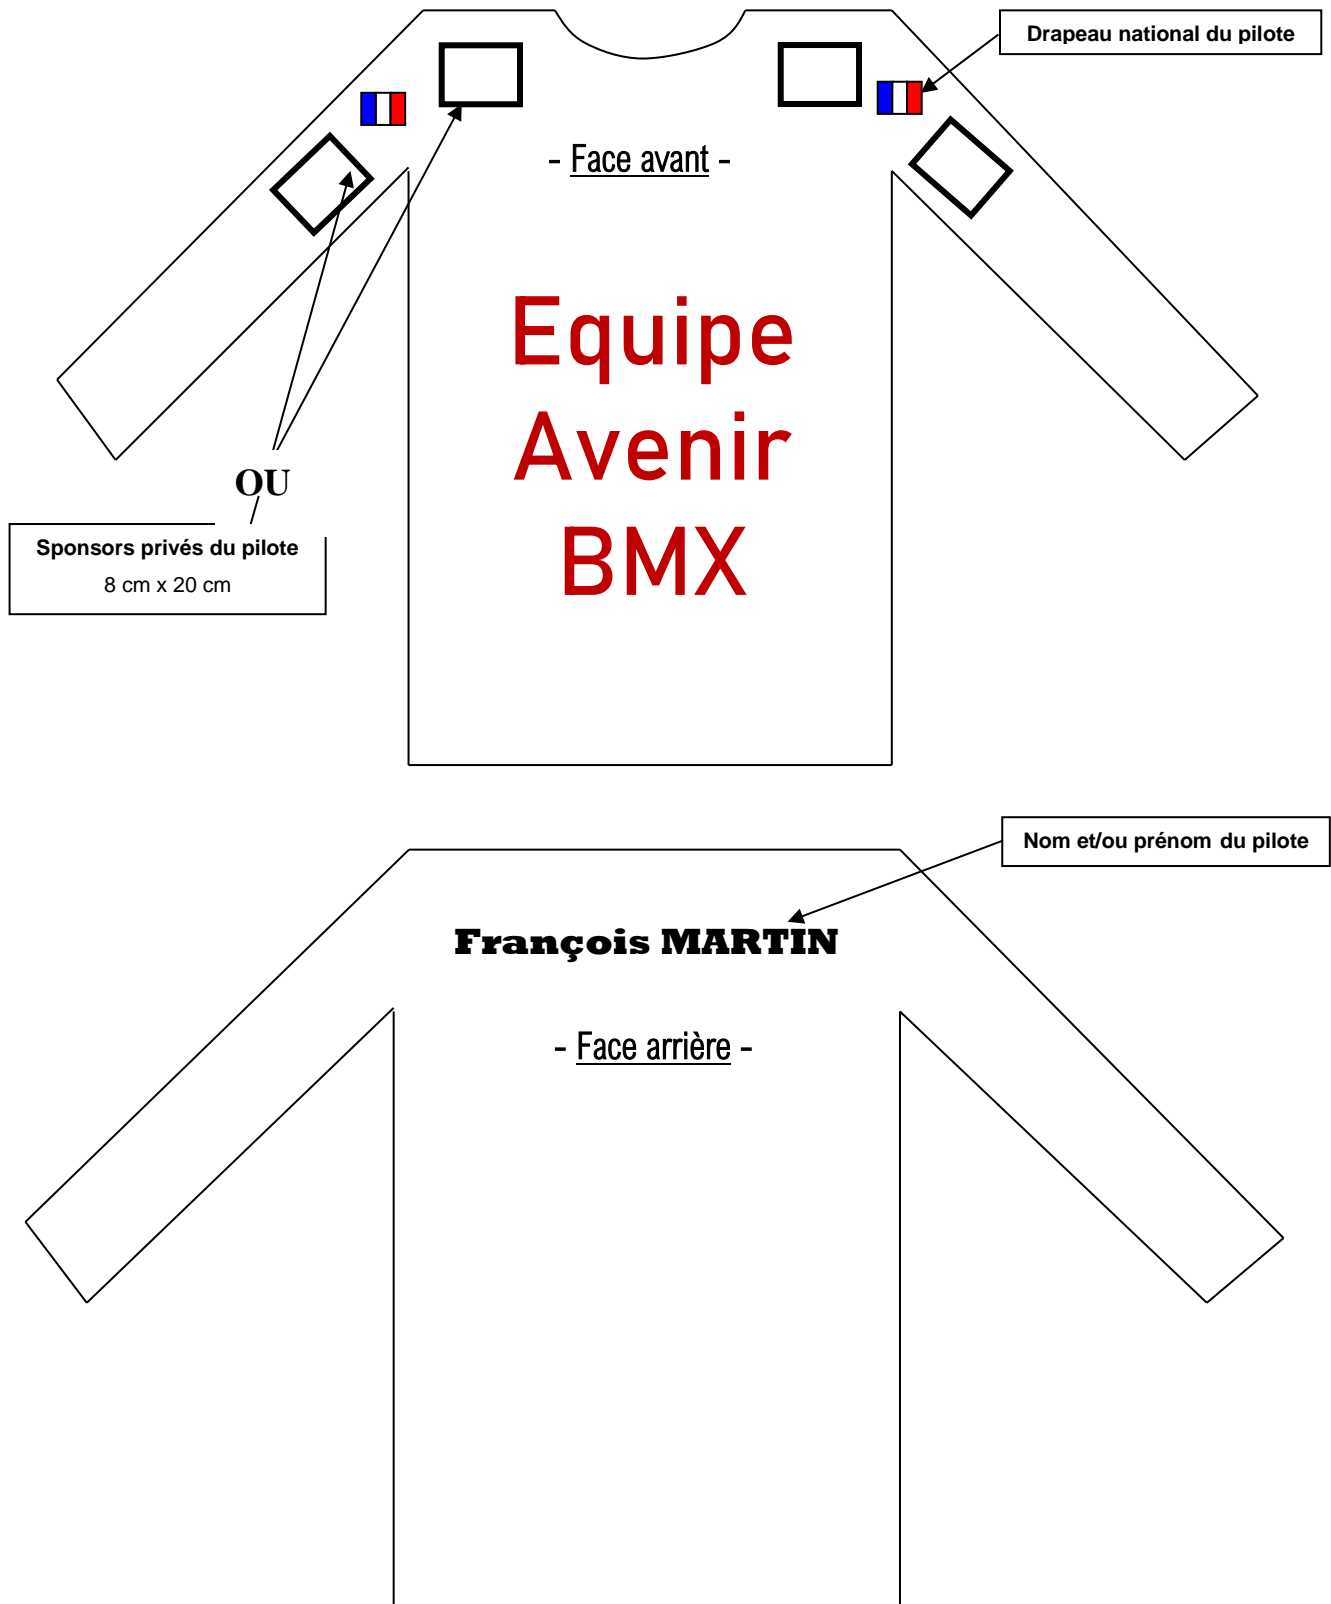 Drapeau national du pilote
- Face avant -
Equipe
Avenir
BMX
OU
Sponsors privés du pilote
8 cm x 20 cm
Nom et/ou prénom du pilote
François MARTIN
- Face arrière -